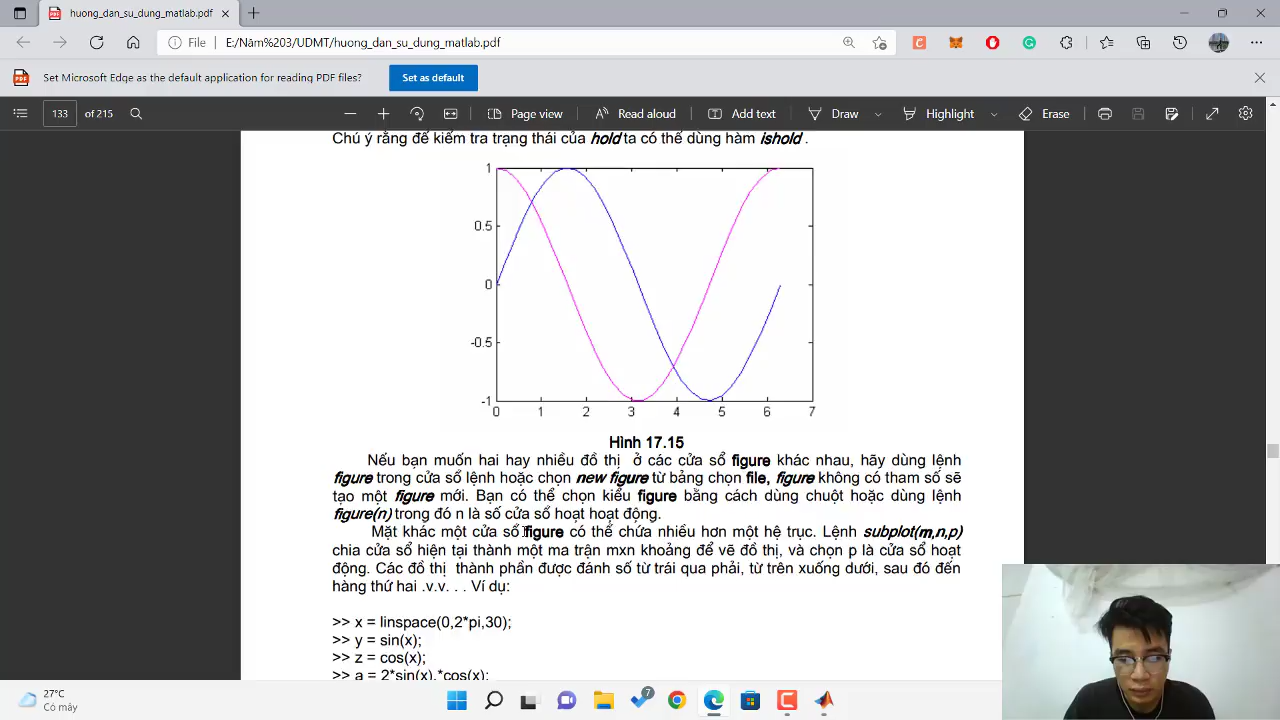 huong_dan_su_dung_matlab.pdf
File
E:/Năm%203/UDMT/huong_dan_su_dung_matlab.pdf
Set Microsoft Edge as the default application for reading PDF files?
Set as default
133 of 215
Page view
Read aloud
Add text
Draw
Highlight
Erase
Chú ý rằng để kiểm tra trạng thái của hold ta có thể dùng hàm ishold .
1
0.5
0
-0.5
-1
0 1 2 3 4 5 6 7
Hình 17.15
Nếu bạn muốn hai hay nhiều đồ thị ở các cửa sổ figure khác nhau, hãy dùng lệnh
figure trong cửa sổ lệnh hoặc chọn new figure từ bảng chọn file, figure không có tham số sẽ
tạo một figure mới. Bạn có thể chọn kiểu figure bằng cách dùng chuột hoặc dùng lệnh
figure(n) trong đó n là số cửa sổ hoạt hoạt động.
Mặt khác một cửa sổ figure có thể chứa nhiều hơn một hệ trục. Lệnh subplot(m,n,p)
chia cửa sổ hiện tại thành một ma trận mxn khoảng để vẽ đồ thị, và chọn p là cửa sổ hoạt
động. Các đồ thị thành phần được đánh số từ trái qua phải, từ trên xuống dưới, sau đó đến
hàng thứ hai .v.v. . . Ví dụ:
>> x = linspace(0,2*pi,30);
>> y = sin(x);
>> z = cos(x);
>> a = 2*sin(x).*cos(x);
27°C
Có mây
7